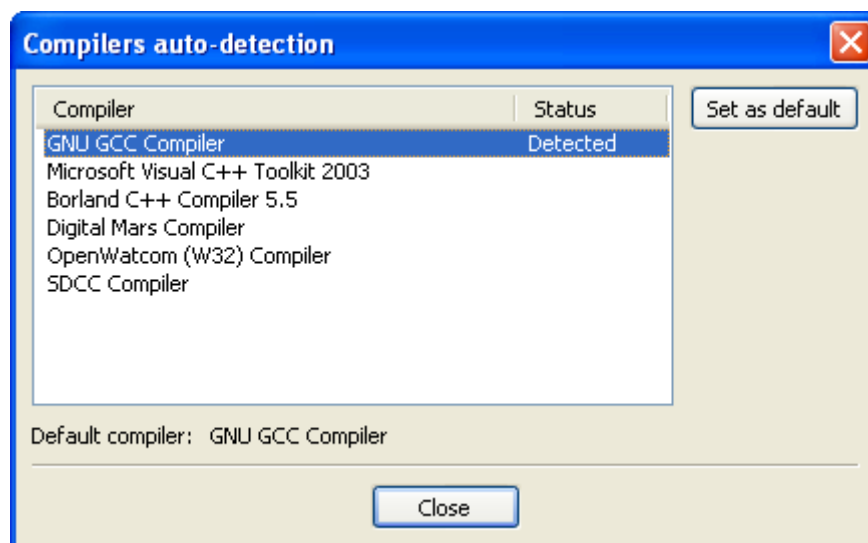 Compilers auto-detection
Compiler Status Set as default
GNU GCC Compiler Detected
Microsoft Visual C++ Toolkit 2003
Borland C++ Compiler 5.5
Digital Mars Compiler
OpenWatcom (W32) Compiler
SDCC Compiler
Default compiler: GNU GCC Compiler
Close